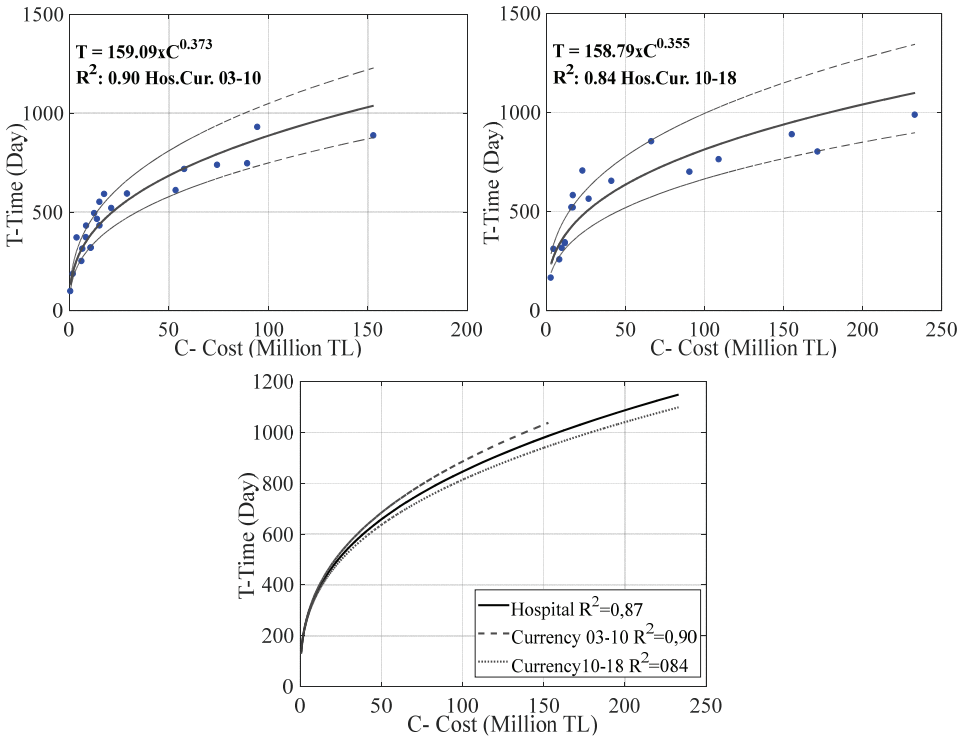 1500
1000
500
0
T-Time (Day)
T = 159.09xC^0.373
R^2: 0.90 Hos.Cur. 03-10
0 50 100 150 200
C- Cost (Million TL)
1500
1000
500
0
T-Time (Day)
T = 158.79xC^0.355
R^2: 0.84 Hos.Cur. 10-18
0 50 100 150 200 250
C- Cost (Million TL)
1200
1000
800
600
400
200
0
T-Time (Day)
Hospital R^2=0,87
Currency 03-10 R^2=0,90
Currency10-18 R^2=084
0 50 100 150 200 250
C- Cost (Million TL)